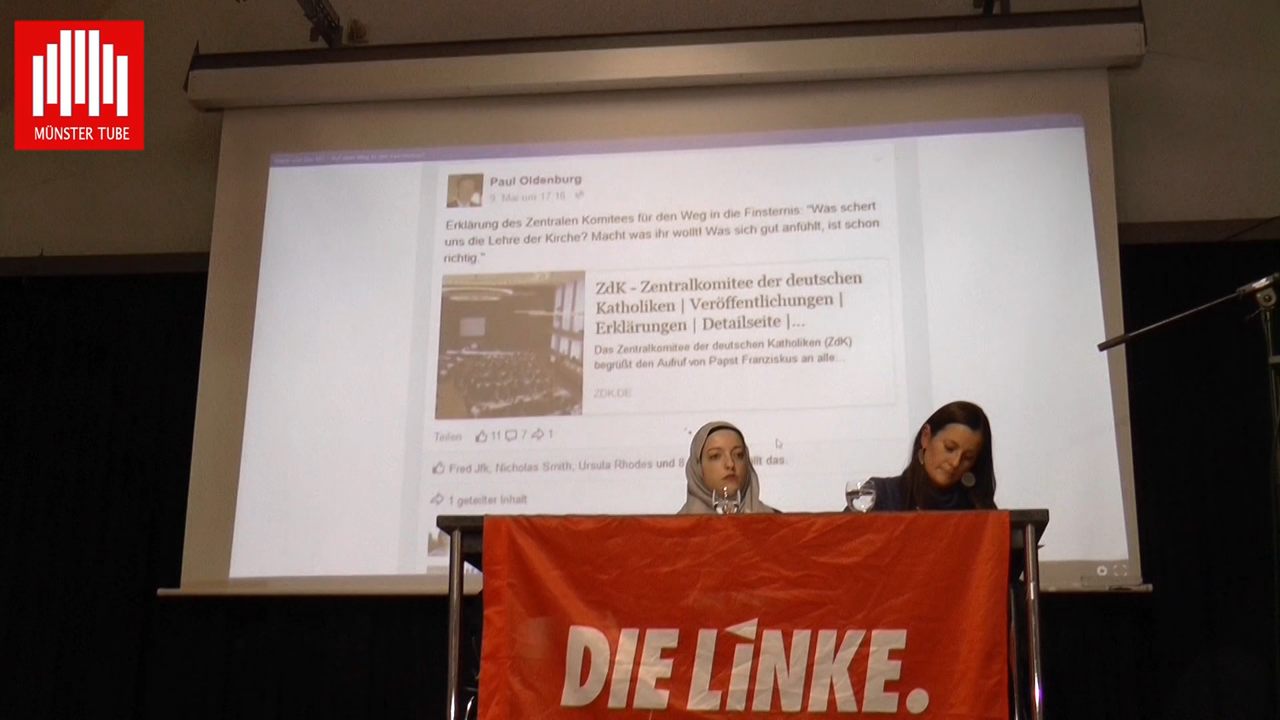 MÜNSTER TUBE
Paul Oldenburg
9. Mai um 17:16
Erklärung des Zentralen Komitees für den Weg in die Finsternis: "Was schert
uns die Lehre der Kirche? Macht was ihr wollt! Was sich gut anfühlt, ist schon
richtig."
ZdK - Zentralkomitee der deutschen
Katholiken | Veröffentlichungen |
Erklärungen | Detailseite |...
Das Zentralkomitee der deutschen Katholiken (ZdK)
begrüßt den Aufruf von Papst Franziskus an alle...
ZDK.DE
Teilen 11 7 1
Fred Jfk, Nicholas Smith, Ursula Rhodes und 8 das.
1 geteilter Inhalt
DIE LINKE.